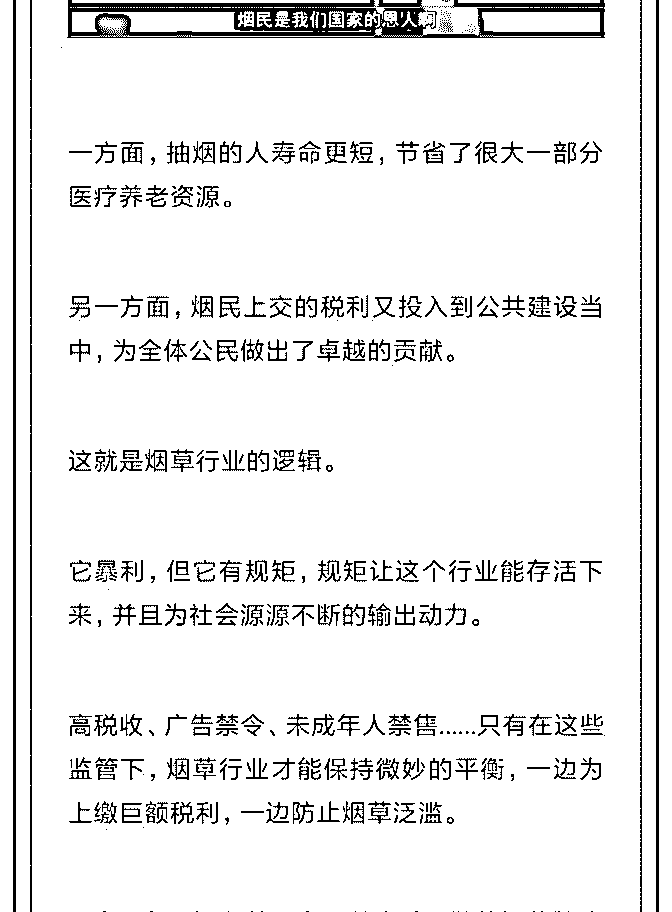 烟民是我们国家的恩人啊
一方面，抽烟的人寿命更短，节省了很大一部分
医疗养老资源。
另一方面，烟民上交的税利又投入到公共建设当
中，为全体公民做出了卓越的贡献。
这就是烟草行业的逻辑。
它暴利，但它有规矩，规矩让这个行业能存活下
来，并且为社会源源不断的输出动力。
高税收、广告禁令、未成年人禁售......只有在这些
监管下，烟草行业才能保持微妙的平衡，一边为
上缴巨额税利，一边防止烟草泛滥。